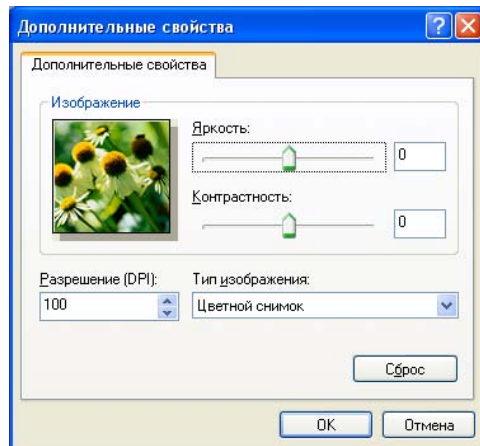 Дополнительные свойства
Дополнительные свойства
Изображение
Яркость:
0
Контрастность:
0
Разрешение (DPI): Тип изображения:
100 Цветной снимок
Сброс
OK Отмена